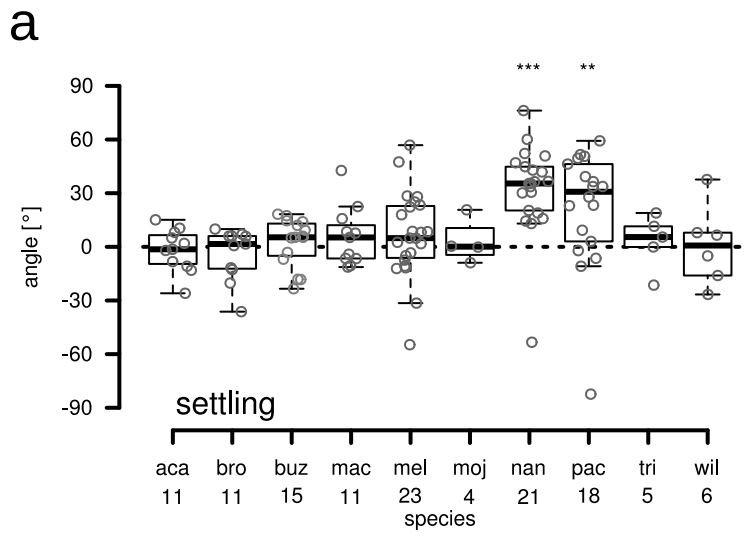 a
*** **
90
60
30
0
-30
-60
-90
angle [°]
settling
aca bro buz mac mel moj nan pac tri wil
11 11 15 11 23 4 21 18 5 6
species